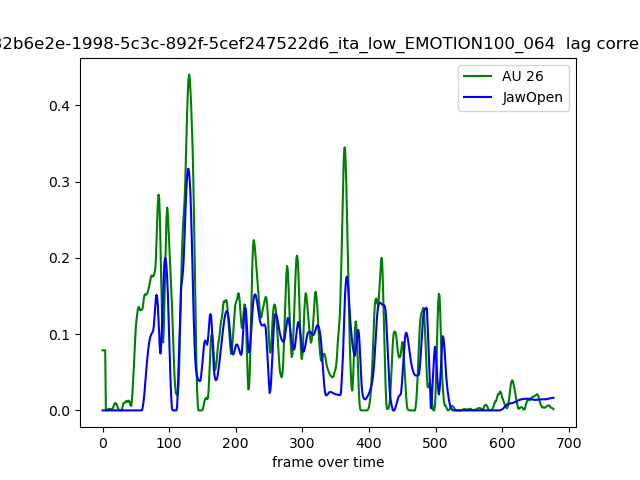 32b6e2e-1998-5c3c-892f-5cef247522d6_ita_low_EMOTION100_064 lag corre
AU 26
JawOpen
0.4
0.3
0.2
0.1
0.0
0 100 200 300 400 500 600 700
frame over time